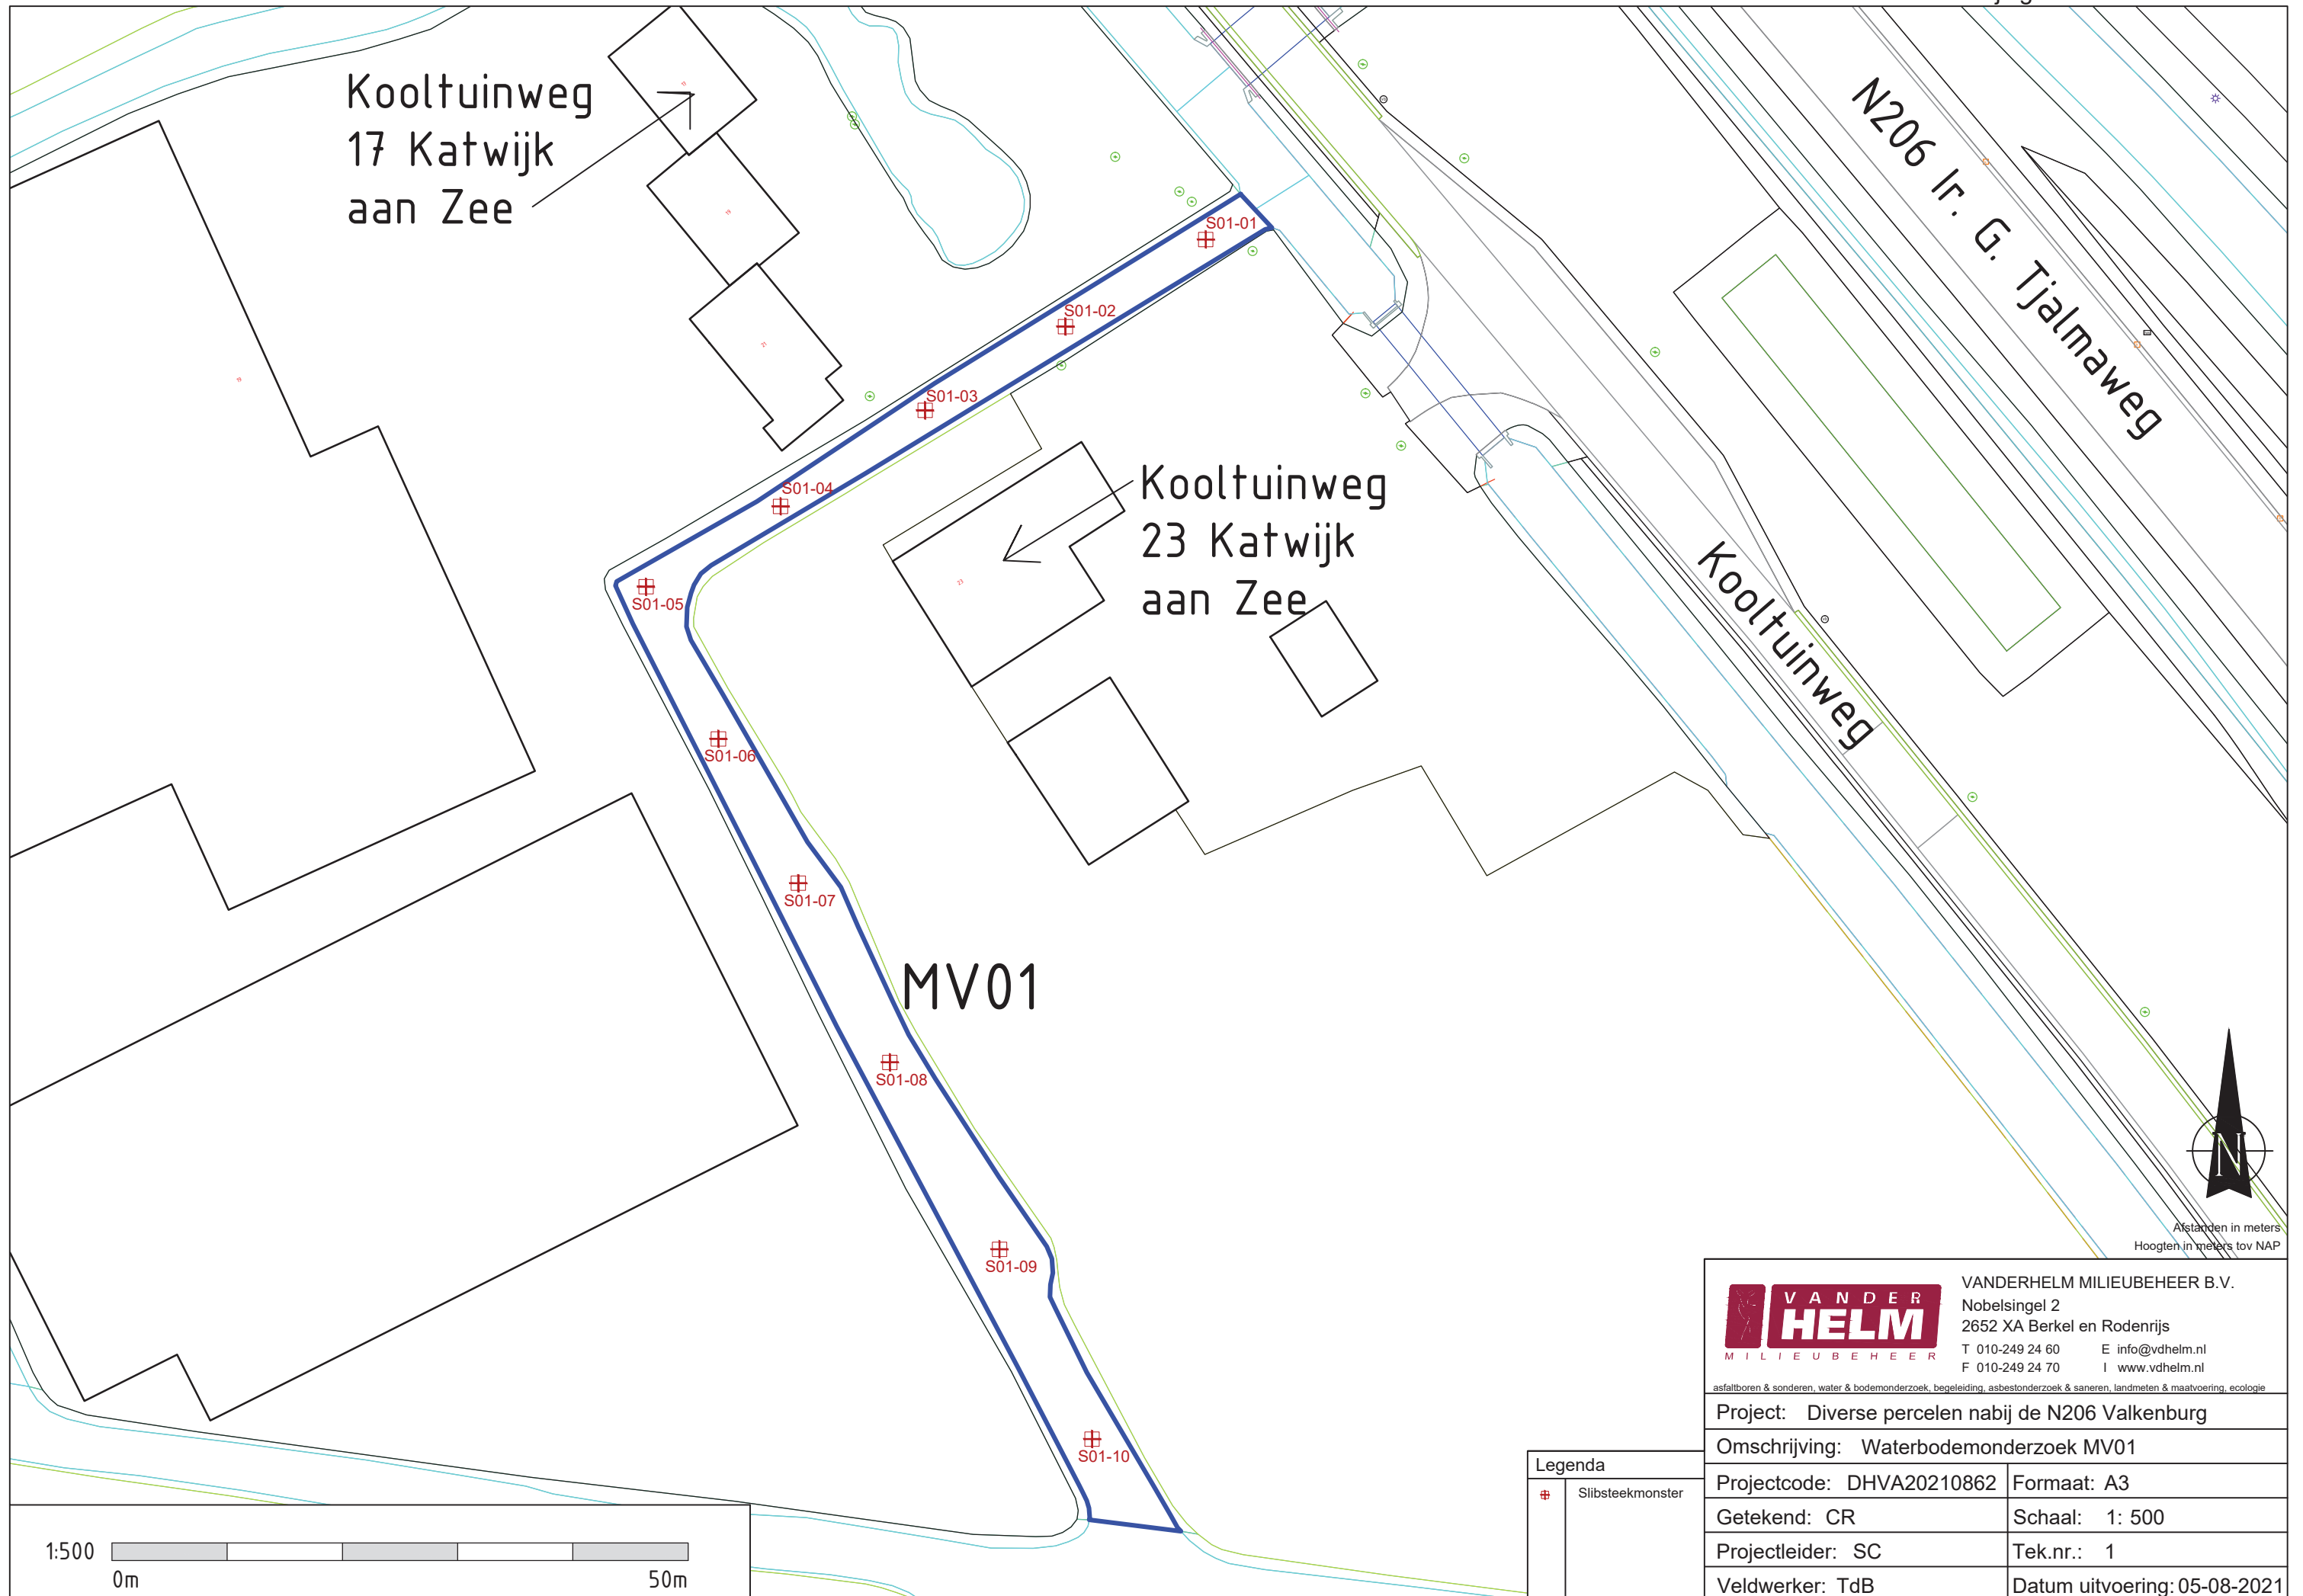 Kooltuinweg
17 Katwijk
aan Zee
N206 Ir. G. Tjalmaweg
S01-01
S01-02
S01-03
S01-04
S01-05
S01-06
S01-07
S01-08
S01-09
S01-10
Kooltuinweg
23 Katwijk
aan Zee
Kooltuinweg
23
21
MV01
N
Afstanden in meters
Hoogten in meters tov NAP
VANDER
HELM
MILIEUBEHEER
VANDERHELM MILIEUBEHEER B.V.
Nobelsingel 2
2652 XA Berkel en Rodenrijs
T 010-249 24 60 E info@vdhelm.nl
F 010-249 24 70 I www.vdhelm.nl
asfaltboren & sonderen, water & bodemonderzoek, begeleiding, asbestonderzoek & saneren, landmeten & maatvoering, ecologie
Project: Diverse percelen nabij de N206 Valkenburg
Omschrijving: Waterbodemonderzoek MV01
Projectcode: DHVA20210862 Formaat: A3
Getekend: CR Schaal: 1: 500
Projectleider: SC Tek.nr.: 1
Veldwerker: TdB Datum uitvoering: 05-08-2021
Legenda
Slibsteekmonster
1:500
0m 50m